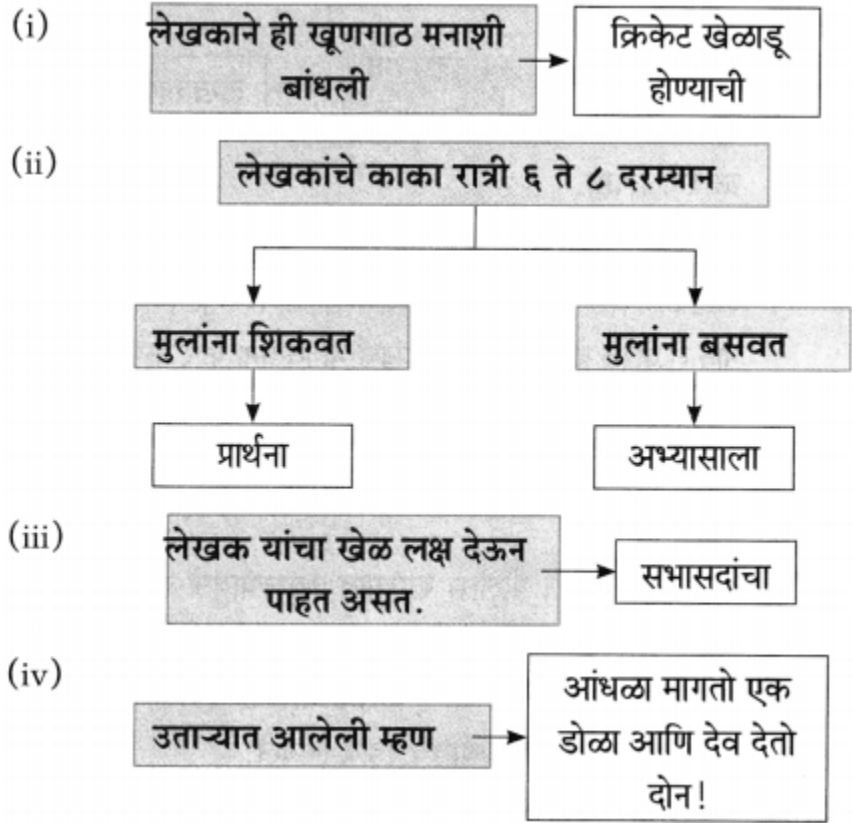 (i)
लेखकाने ही खूणगाठ मनाशी
बांधली
क्रिकेट खेळाडू
होण्याची
(ii)
लेखकांचे काका रात्री ६ ते ८ दरम्यान
मुलांना शिकवत
मुलांना बसवत
प्रार्थना
अभ्यासाला
(iii)
लेखक यांचा खेळ लक्ष देऊन
पाहत असत.
सभासदांचा
(iv)
उताऱ्यात आलेली म्हण
आंधळा मागतो एक
डोळा आणि देव देतो
दोन!